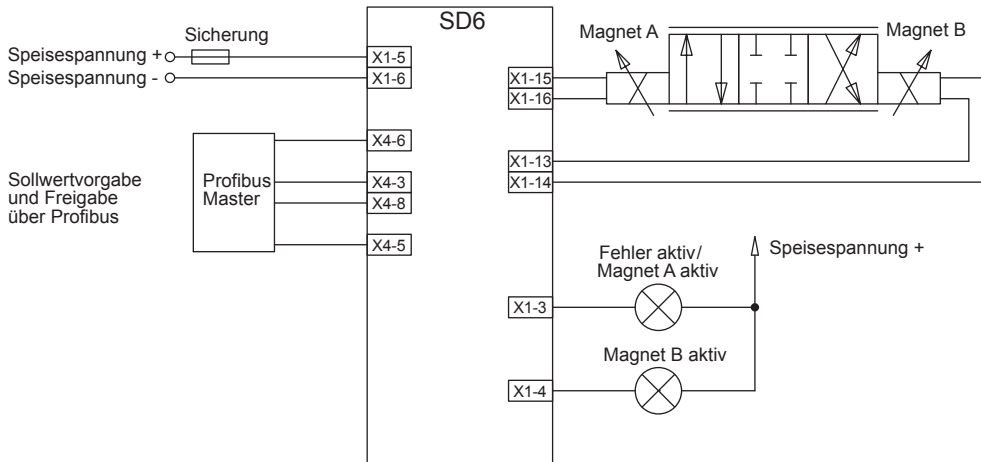 SD6
Sicherung
Speisespannung +
Speisespannung -
X1-5
X1-6
X4-6
X4-3
X4-8
X4-5
Sollwertvorgabe
und Freigabe
über Profibus
Profibus
Master
Magnet A
Magnet B
X1-15
X1-16
X1-13
X1-14
Fehler aktiv/
Magnet A aktiv
Speisespannung +
X1-3
Magnet B aktiv
X1-4